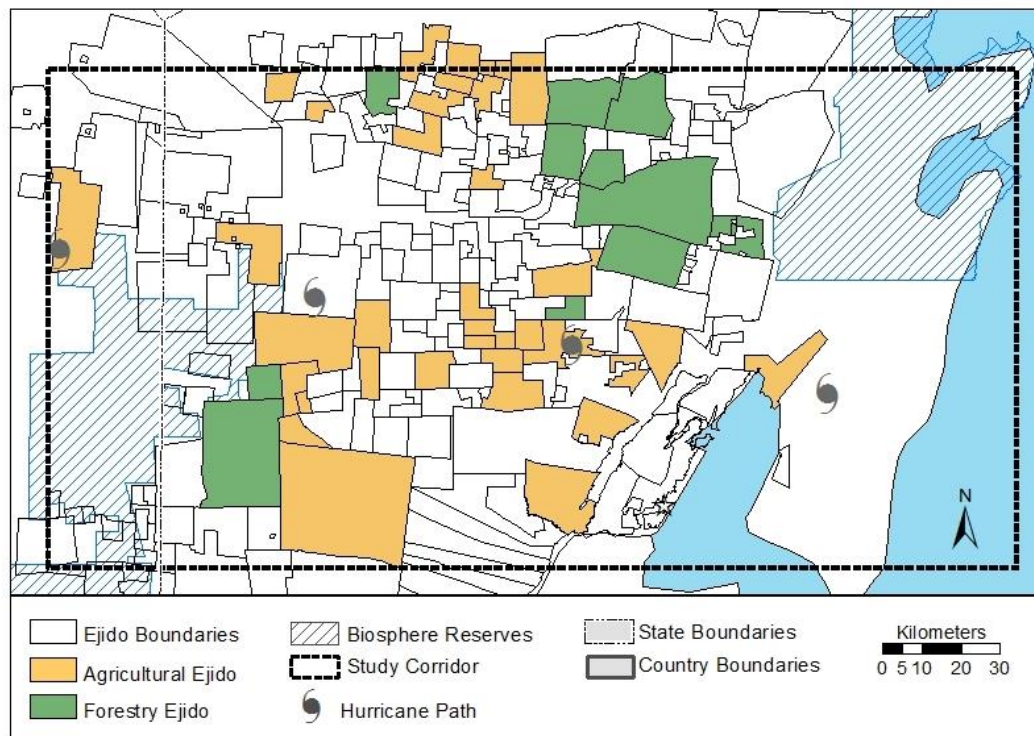 N
Ejido Boundaries
Agricultural Ejido
Forestry Ejido
Biosphere Reserves
Study Corridor
Hurricane Path
State Boundaries
Country Boundaries
Kilometers
0 5 10 20 30